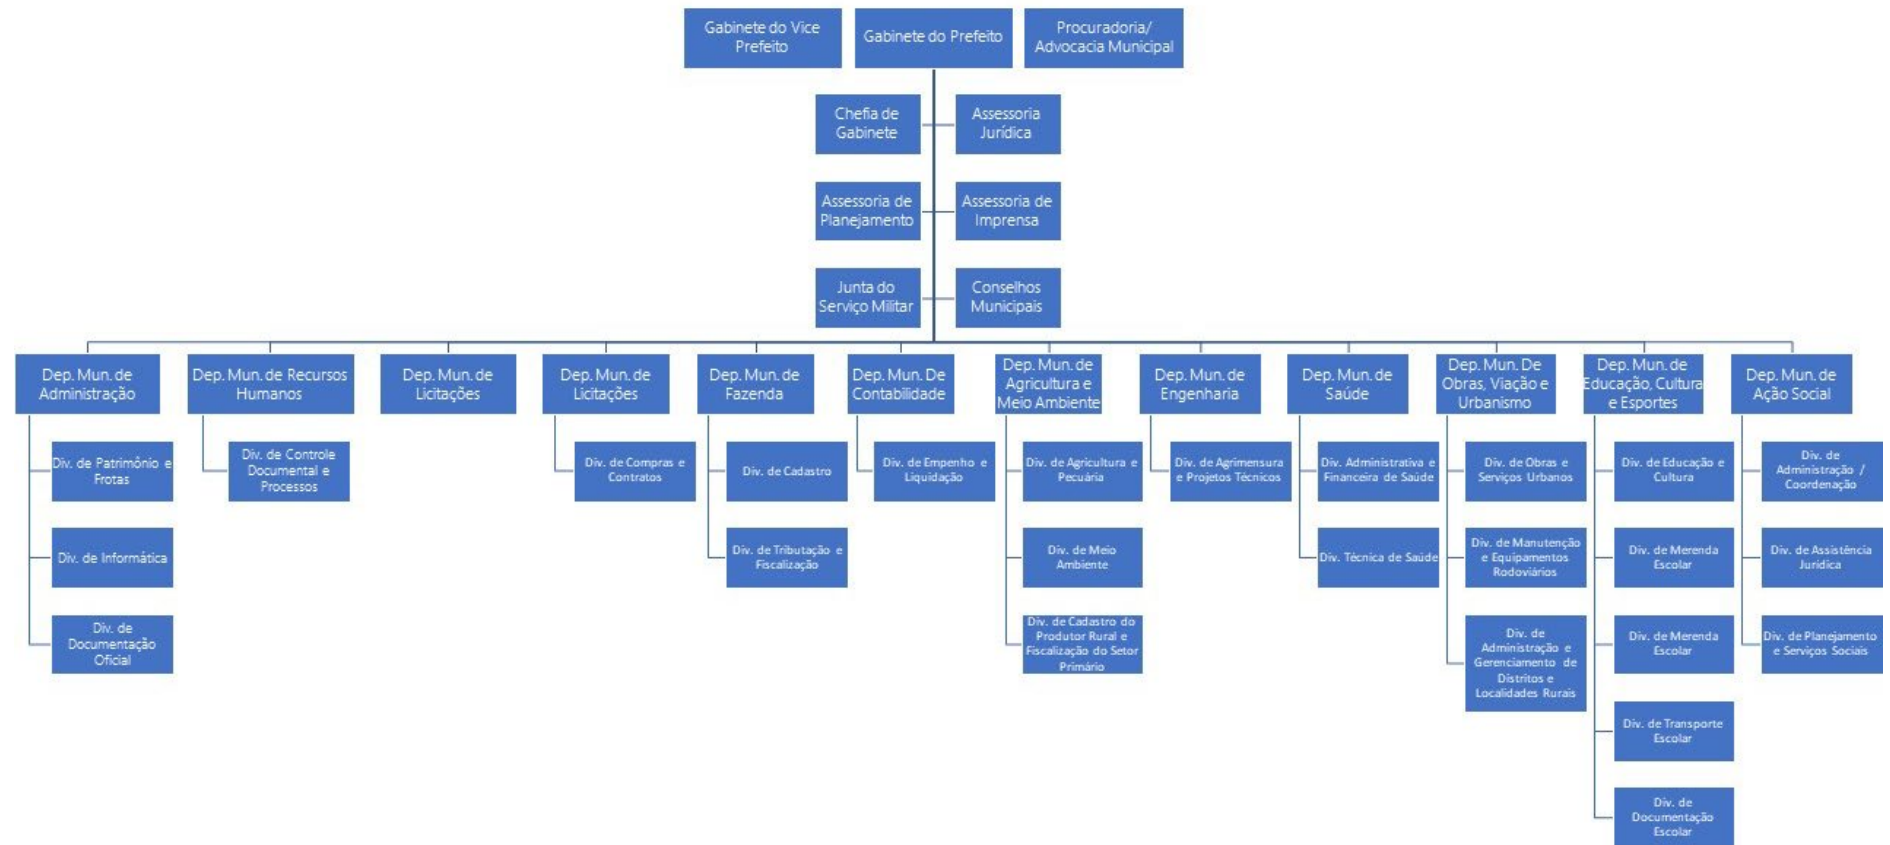 Gabinete do Vice
Prefeito
Gabinete do Prefeito
Procuradoria/
Advocacia Municipal
Chefia de
Gabinete
Assessoria
Jurídica
Assessoria de
Planejamento
Assessoria de
Imprensa
Junta do
Serviço Militar
Conselhos
Municipais
Dep. Mun. de
Administração
Dep. Mun. de Recursos
Humanos
Dep. Mun. de
Licitações
Dep. Mun. de
Licitações
Dep. Mun. de
Fazenda
Dep. Mun. De
Contabilidade
Dep. Mun. de
Agricultura e
Meio Ambiente
Dep. Mun. de
Engenharia
Dep. Mun. de
Saúde
Dep. Mun. De
Obras, Viação e
Urbanismo
Dep. Mun. de
Educação, Cultura
e Esportes
Dep. Mun. de
Ação Social
Div. de Patrimônio e
Frotas
Div. de Controle
Documental e
Processos
Div. de Compras e
Contratos
Div. de Cadastro
Div. de Empenho e
Liquidação
Div. de Agricultura e
Pecuária
Div. de Agrimensura
e Projetos Técnicos
Div. Administrativa e
Financeira de Saúde
Div. de Obras e
Serviços Urbanos
Div. de Educação e
Cultura
Div. de
Administração /
Coordenação
Div. de Informática
Div. de Tributação e
Fiscalização
Div. de Meio
Ambiente
Div. Técnica de Saúde
Div. de Manutenção
e Equipamentos
Rodoviários
Div. de Merenda
Escolar
Div. de Assistência
Jurídica
Div. de
Documentação
Oficial
Div. de Cadastro do
Produtor Rural e
Fiscalização do Setor
Primário
Div. de
Administração e
Gerenciamento de
Distritos e
Localidades Rurais
Div. de Merenda
Escolar
Div. de Planejamento
e Serviços Sociais
Div. de Transporte
Escolar
Div. de
Documentação
Escolar